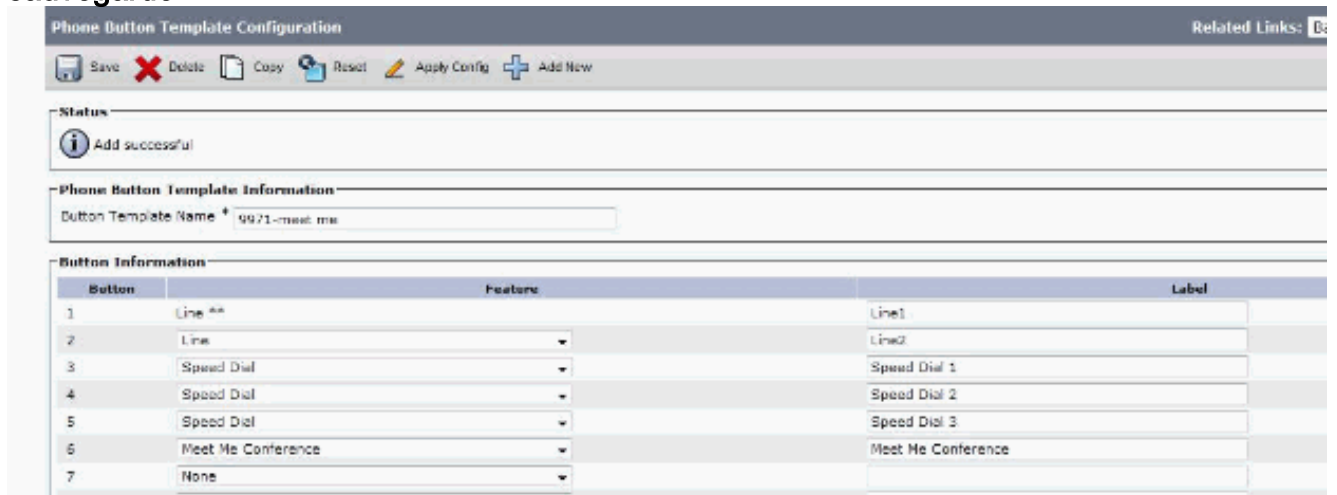 sauvegarde
Phone Button Template Configuration Related Links: Ba
Save Delete Copy Reset Apply Config Add New
Status
Add successful
Phone Button Template Information
Button Template Name * 9971-meet me
Button Information
Button Feature Label
1 Line ** Line1
2 Line Line2
3 Speed Dial Speed Dial 1
4 Speed Dial Speed Dial 2
5 Speed Dial Speed Dial 3
6 Meet Me Conference Meet Me Conference
7 None